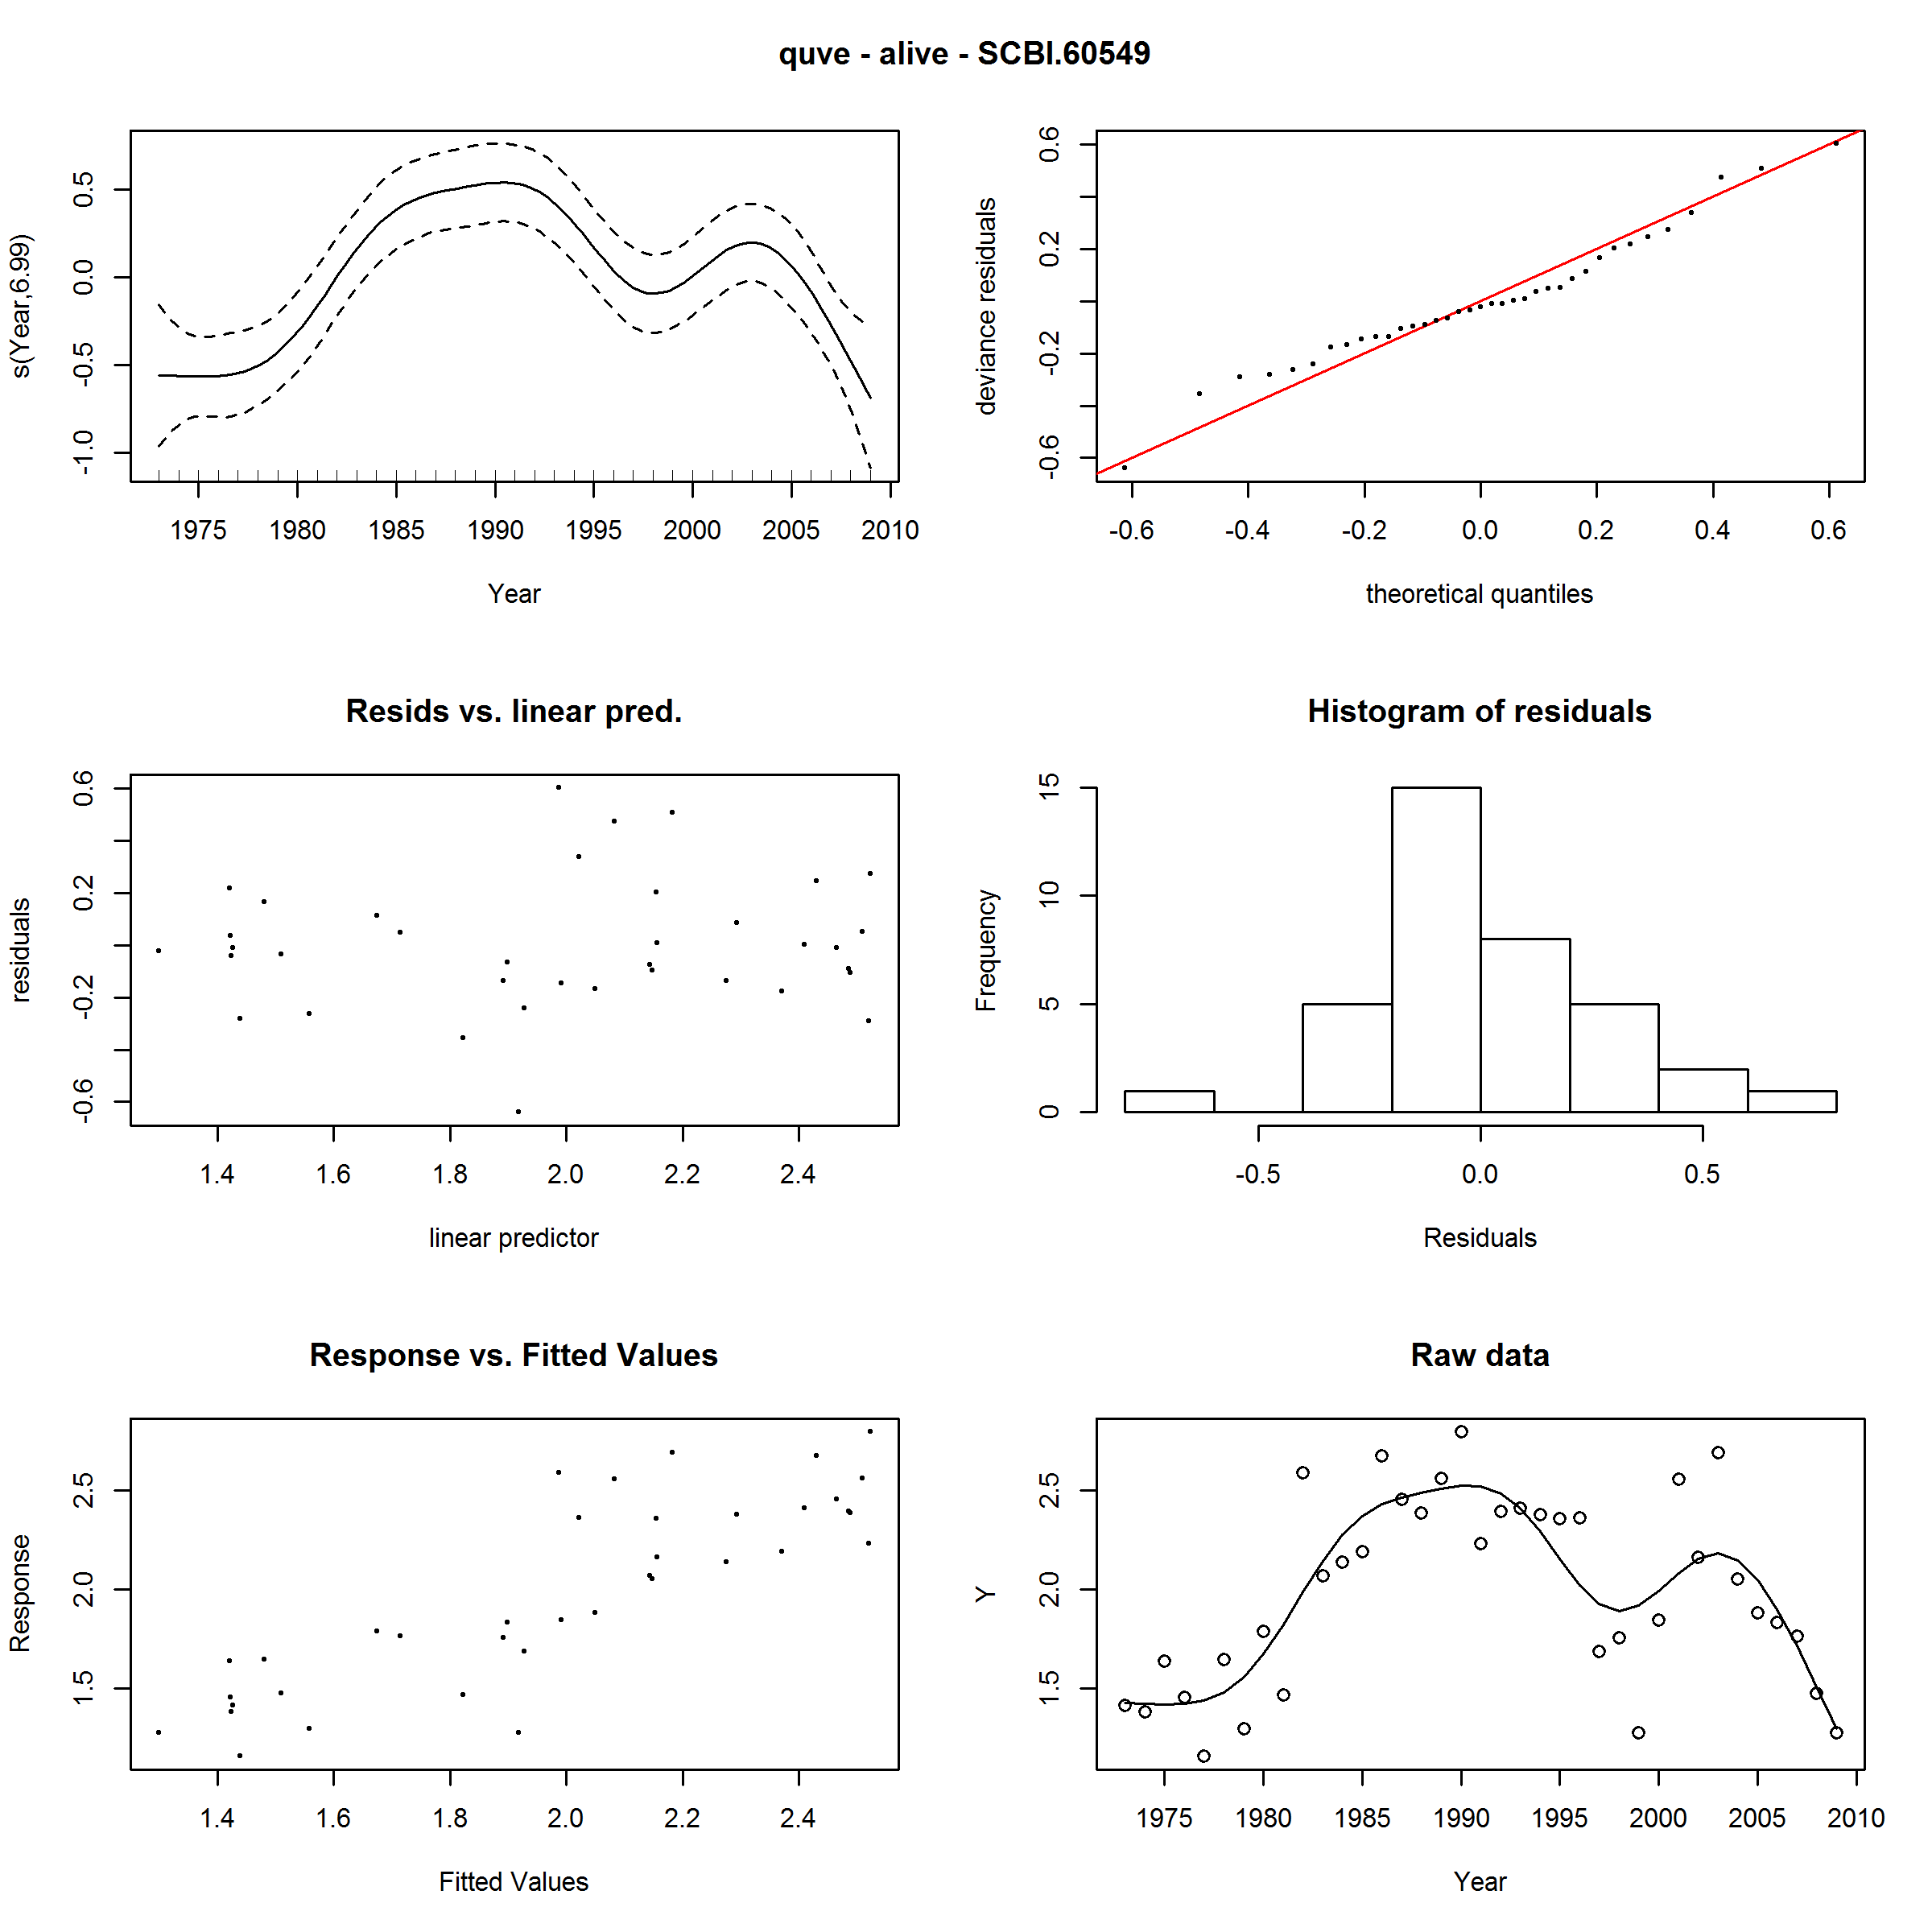 quve - alive - SCBI.60549
s(Year,6.99)
0.5
0.0
-0.5
-1.0
1975 1980 1985 1990 1995 2000 2005 2010
Year
deviance residuals
0.6
0.2
-0.2
-0.6
-0.6 -0.4 -0.2 0.0 0.2 0.4 0.6
theoretical quantiles
Resids vs. linear pred.
residuals
0.6
0.2
-0.2
-0.6
1.4 1.6 1.8 2.0 2.2 2.4
linear predictor
Histogram of residuals
Frequency
15
10
5
0
-0.5 0.0 0.5
Residuals
Response vs. Fitted Values
Response
2.5
2.0
1.5
1.4 1.6 1.8 2.0 2.2 2.4
Fitted Values
Raw data
Y
2.5
2.0
1.5
1975 1980 1985 1990 1995 2000 2005 2010
Year